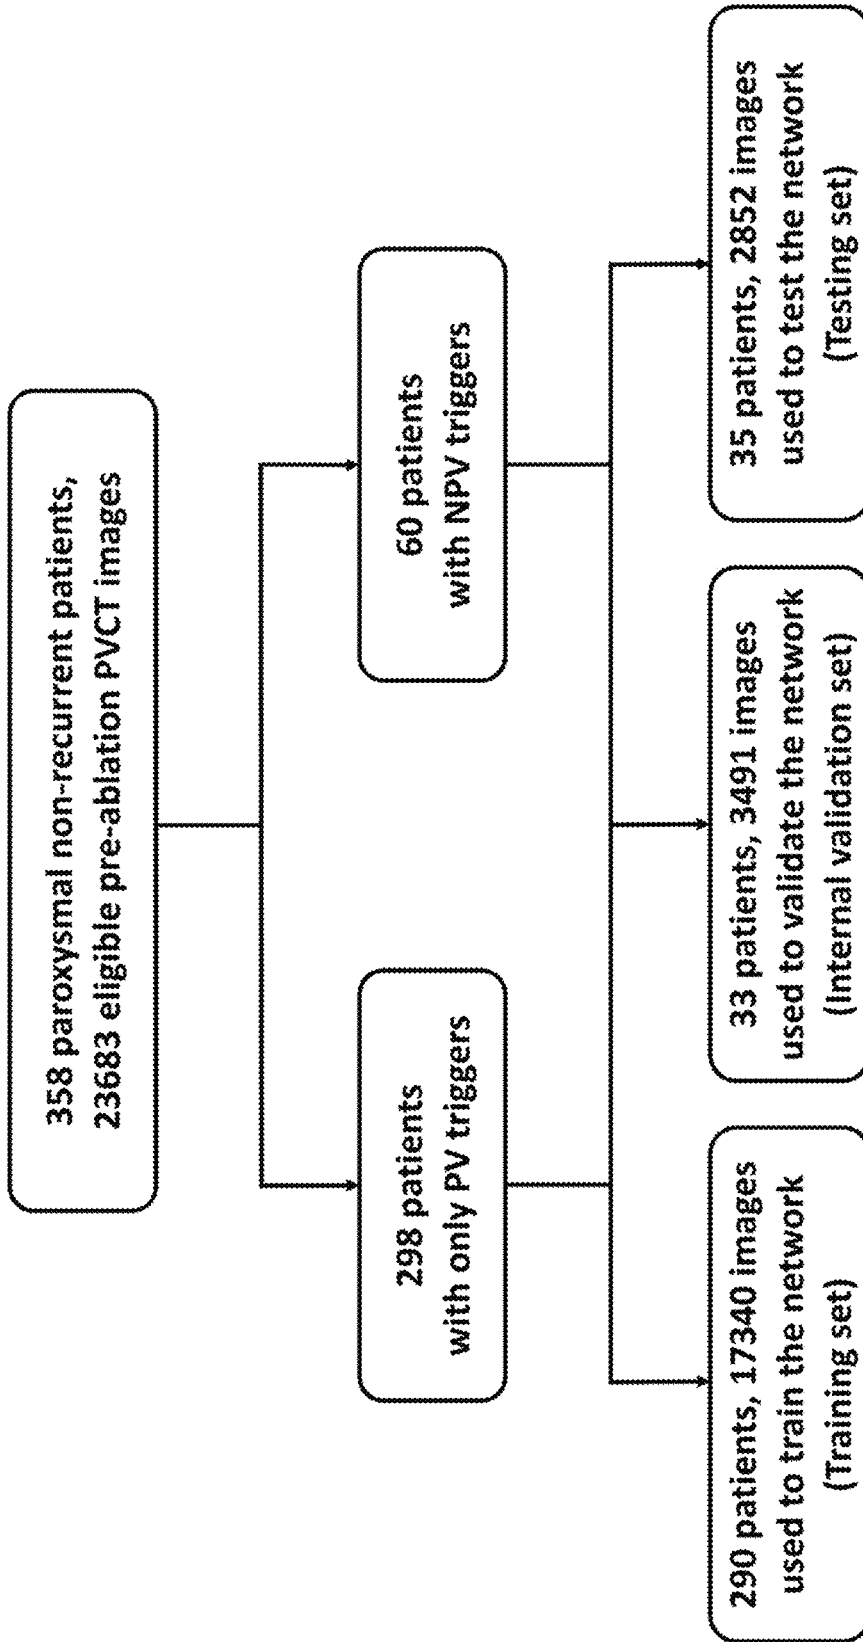 358 paroxysmal non-recurrent patients,
23683 eligible pre-ablation PVCT images
298 patients
with only PV triggers
60 patients
with NPV triggers
290 patients, 17340 images
used to train the network
(Training set)
33 patients, 3491 images
used to validate the network
(Internal validation set)
35 patients, 2852 images
used to test the network
(Testing set)